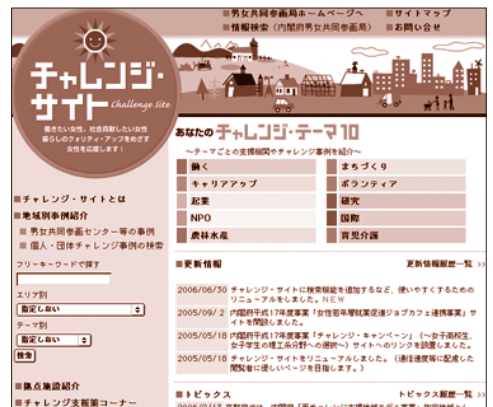 ■男女共同参画局ホームページへ ■サイトマップ
■情報検索（内閣府男女共同参画局） ■お問い合せ
チャレンジ・
サイト Challenge Site
働きたい女性、社会貢献したい女性
暮らしのクォリティ・アップをめざす
女性を応援します！
あなたのチャレンジ・テーマ10
〜テーマごとの支援機関やチャレンジ事例を紹介〜
働く まちづくり
キャリアアップ ボランティア
起業 研究
NPO 国際
農林水産 育児介護
■チャレンジ・サイトとは
■地域別事例紹介
■男女共同参画センター等の事例
■個人・団体チャレンジ事例の検索
フリーキーワードで探す
エリア別
指定しない
テーマ別
指定しない
検索
■拠点施設紹介
■チャレンジ支援策コーナー
■更新情報 更新情報履歴一覧 >>
2006/06/30 チャレンジ・サイトに検索機能を追加するなど、使いやすくするための
リニューアルをしました。NEW
2005/09/2 内閣府平成17年度事業「女性若年層就業促進ジョブカフェ連携事業」サ
イトを開設しました。
2005/05/18 内閣府平成17年度事業「チャレンジ・キャンペーン」（〜女子高校生、
女子学生の理工系分野への選択〜）サイトへのリンクを設置しました。
2005/05/18 チャレンジ・サイトをリニューアルしました。（通信速度等に配慮した
閲覧者に優しいページを目指します。）
■トピックス トピックス履歴一覧 >>